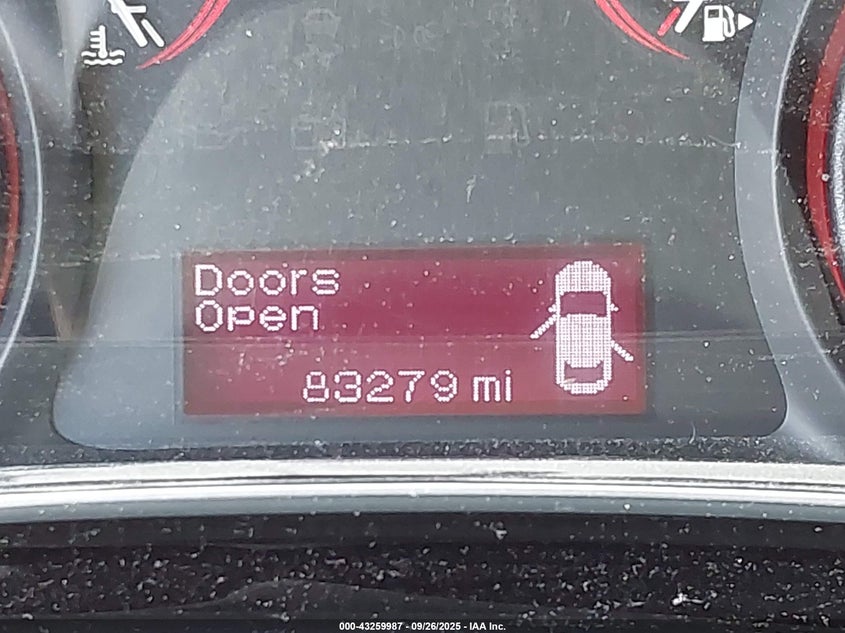 Doors
Open
83279 mi
000-43259987 - 09/26/2025 - IAA Inc.